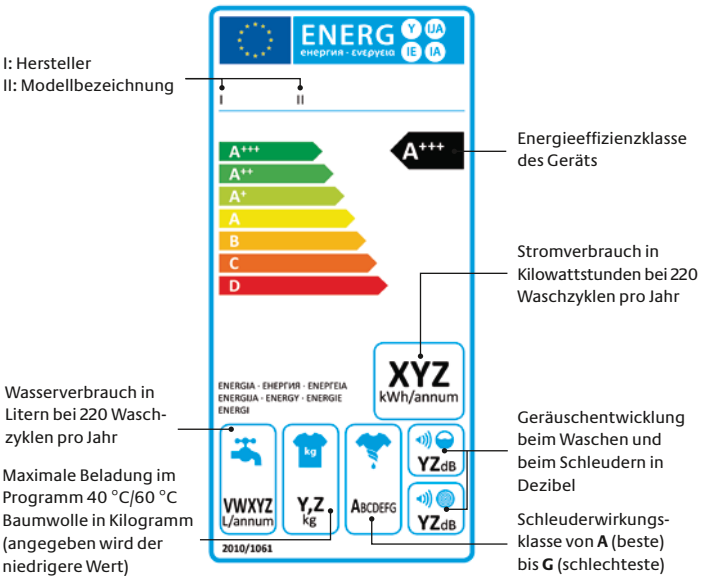 ENERG Y IJA
енергия · ενεργεια IE IA
I: Hersteller
II: Modellbezeichnung
I II
A+++
A++
A+
A
B
C
D
A+++
Energieeffizienzklasse
des Geräts
Stromverbrauch in
Kilowattstunden bei 220
Waschzyklen pro Jahr
XYZ
kWh/annum
ENERGIA · ЕНЕРГИЯ · ΕΝΕΡΓΕΙΑ
ENERGIJA · ENERGY · ENERGIE
ENERGI
Wasserverbrauch in
Litern bei 220 Wasch-
zyklen pro Jahr
Maximale Beladung im
Programm 40 °C/60 °C
Baumwolle in Kilogramm
(angegeben wird der
niedrigere Wert)
VWXYZ
L/annum
kg
Y,Z
kg
ABCDEFG
YZdB
YZdB
2010/1061
Geräuschentwicklung
beim Waschen und
beim Schleudern in
Dezibel
Schleuderwirkungs-
klasse von A (beste)
bis G (schlechteste)